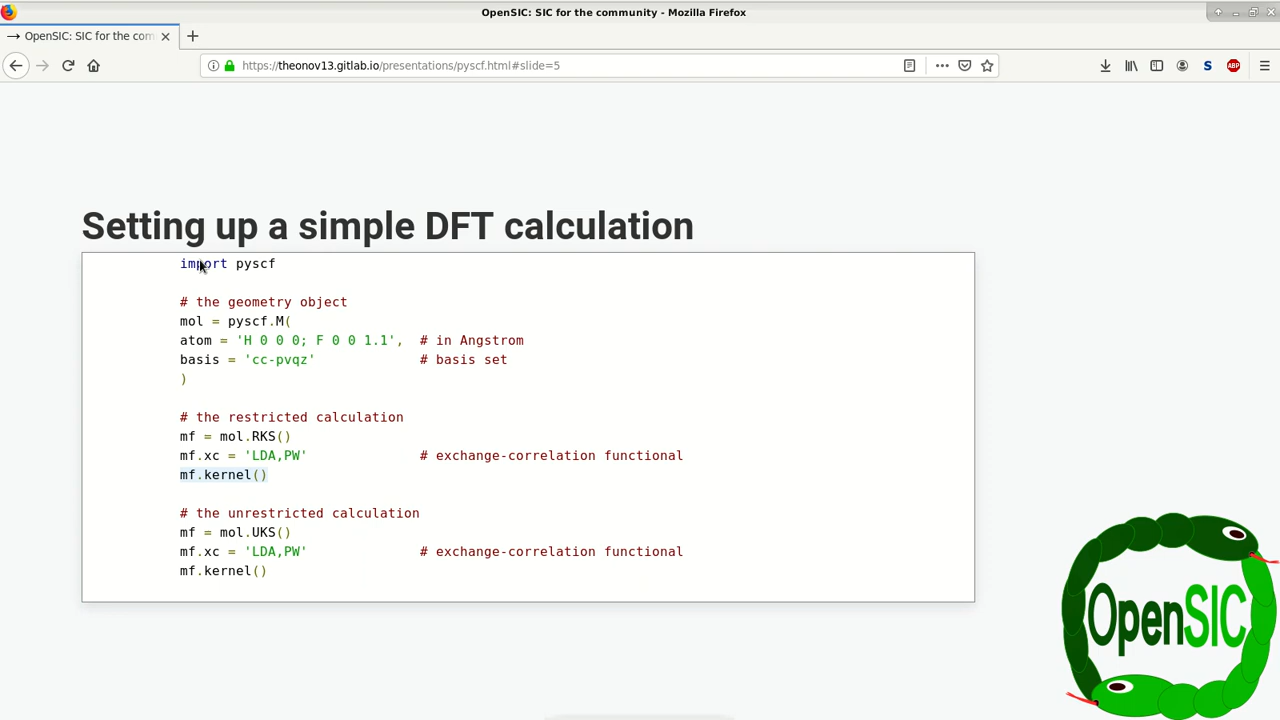 OpenSIC: SIC for the community - Mozilla Firefox
→ OpenSIC: SIC for the com
https://theonov13.gitlab.io/presentations/pyscf.html#slide=5
S
ABP
Setting up a simple DFT calculation
import pyscf
# the geometry object
mol = pyscf.M(
atom = 'H 0 0 0; F 0 0 1.1', # in Angstrom
basis = 'cc-pvqz' # basis set
)
# the restricted calculation
mf = mol.RKS()
mf.xc = 'LDA,PW' # exchange-correlation functional
mf.kernel()
# the unrestricted calculation
mf = mol.UKS()
mf.xc = 'LDA,PW' # exchange-correlation functional
mf.kernel()
OpenSIC